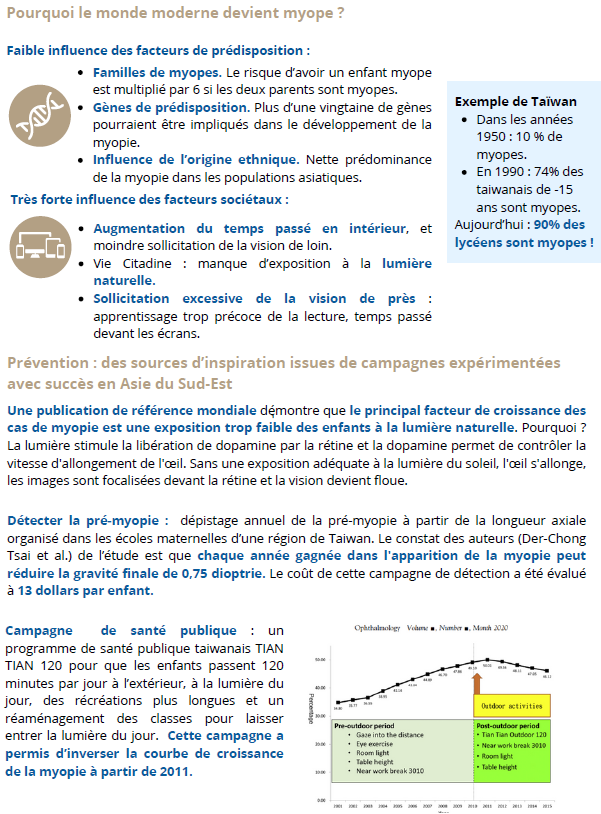 Pourquoi le monde moderne devient myope ?
Faible influence des facteurs de prédisposition :
• Familles de myopes. Le risque d’avoir un enfant myope
est multiplié par 6 si les deux parents sont myopes.
• Gènes de prédisposition. Plus d’une vingtaine de gènes
pourraient être impliqués dans le développement de la
myopie.
• Influence de l’origine ethnique. Nette prédominance
de la myopie dans les populations asiatiques.
Très forte influence des facteurs sociétaux :
• Augmentation du temps passé en intérieur, et
moindre sollicitation de la vision de loin.
• Vie Citadine : manque d’exposition à la lumière
naturelle.
• Sollicitation excessive de la vision de près :
apprentissage trop précoce de la lecture, temps passé
devant les écrans.
Exemple de Taïwan
• Dans les années
1950 : 10 % de
myopes.
• En 1990 : 74% des
taiwanais de -15
ans sont myopes.
Aujourd’hui : 90% des
lycéens sont myopes !
Prévention : des sources d’inspiration issues de campagnes expérimentées
avec succès en Asie du Sud-Est
Une publication de référence mondiale démontre que le principal facteur de croissance des
cas de myopie est une exposition trop faible des enfants à la lumière naturelle. Pourquoi ?
La lumière stimule la libération de dopamine par la rétine et la dopamine permet de contrôler la
vitesse d'allongement de l'œil. Sans une exposition adéquate à la lumière du soleil, l'œil s'allonge,
les images sont focalisées devant la rétine et la vision devient floue.
Détecter la pré-myopie : dépistage annuel de la pré-myopie à partir de la longueur axiale
organisé dans les écoles maternelles d’une région de Taiwan. Le constat des auteurs (Der-Chong
Tsai et al.) de l’étude est que chaque année gagnée dans l'apparition de la myopie peut
réduire la gravité finale de 0,75 dioptrie. Le coût de cette campagne de détection a été évalué
à 13 dollars par enfant.
Campagne de santé publique : un
programme de santé publique taiwanais TIAN
TIAN 120 pour que les enfants passent 120
minutes par jour à l’extérieur, à la lumière du
jour, des récréations plus longues et un
réaménagement des classes pour laisser
entrer la lumière du jour. Cette campagne a
permis d’inverser la courbe de croissance
de la myopie à partir de 2011.
Ophthalmology Volume ■, Number ■, Month 2020
Percentage
50.00
40.00
30.00
20.00
10.00
0.00
Outdoor activities
Pre-outdoor period
• Gaze into the distance
• Eye exercise
• Room light
• Table height
• Near work break 3010
Post-outdoor period
• Tian Tian Outdoor 120
• Near work break 3010
• Room light
• Table height
2001 2002 2003 2004 2005 2006 2007 2008 2009 2010 2011 2012 2013 2014 2015